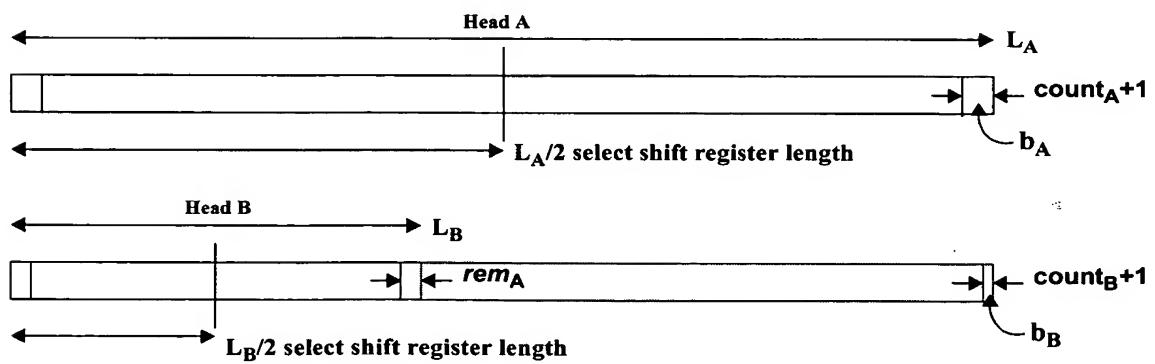 Head A
L_A
count_A+1
b_A
L_A/2 select shift register length
Head B
L_B
rem_A
count_B+1
b_B
L_B/2 select shift register length